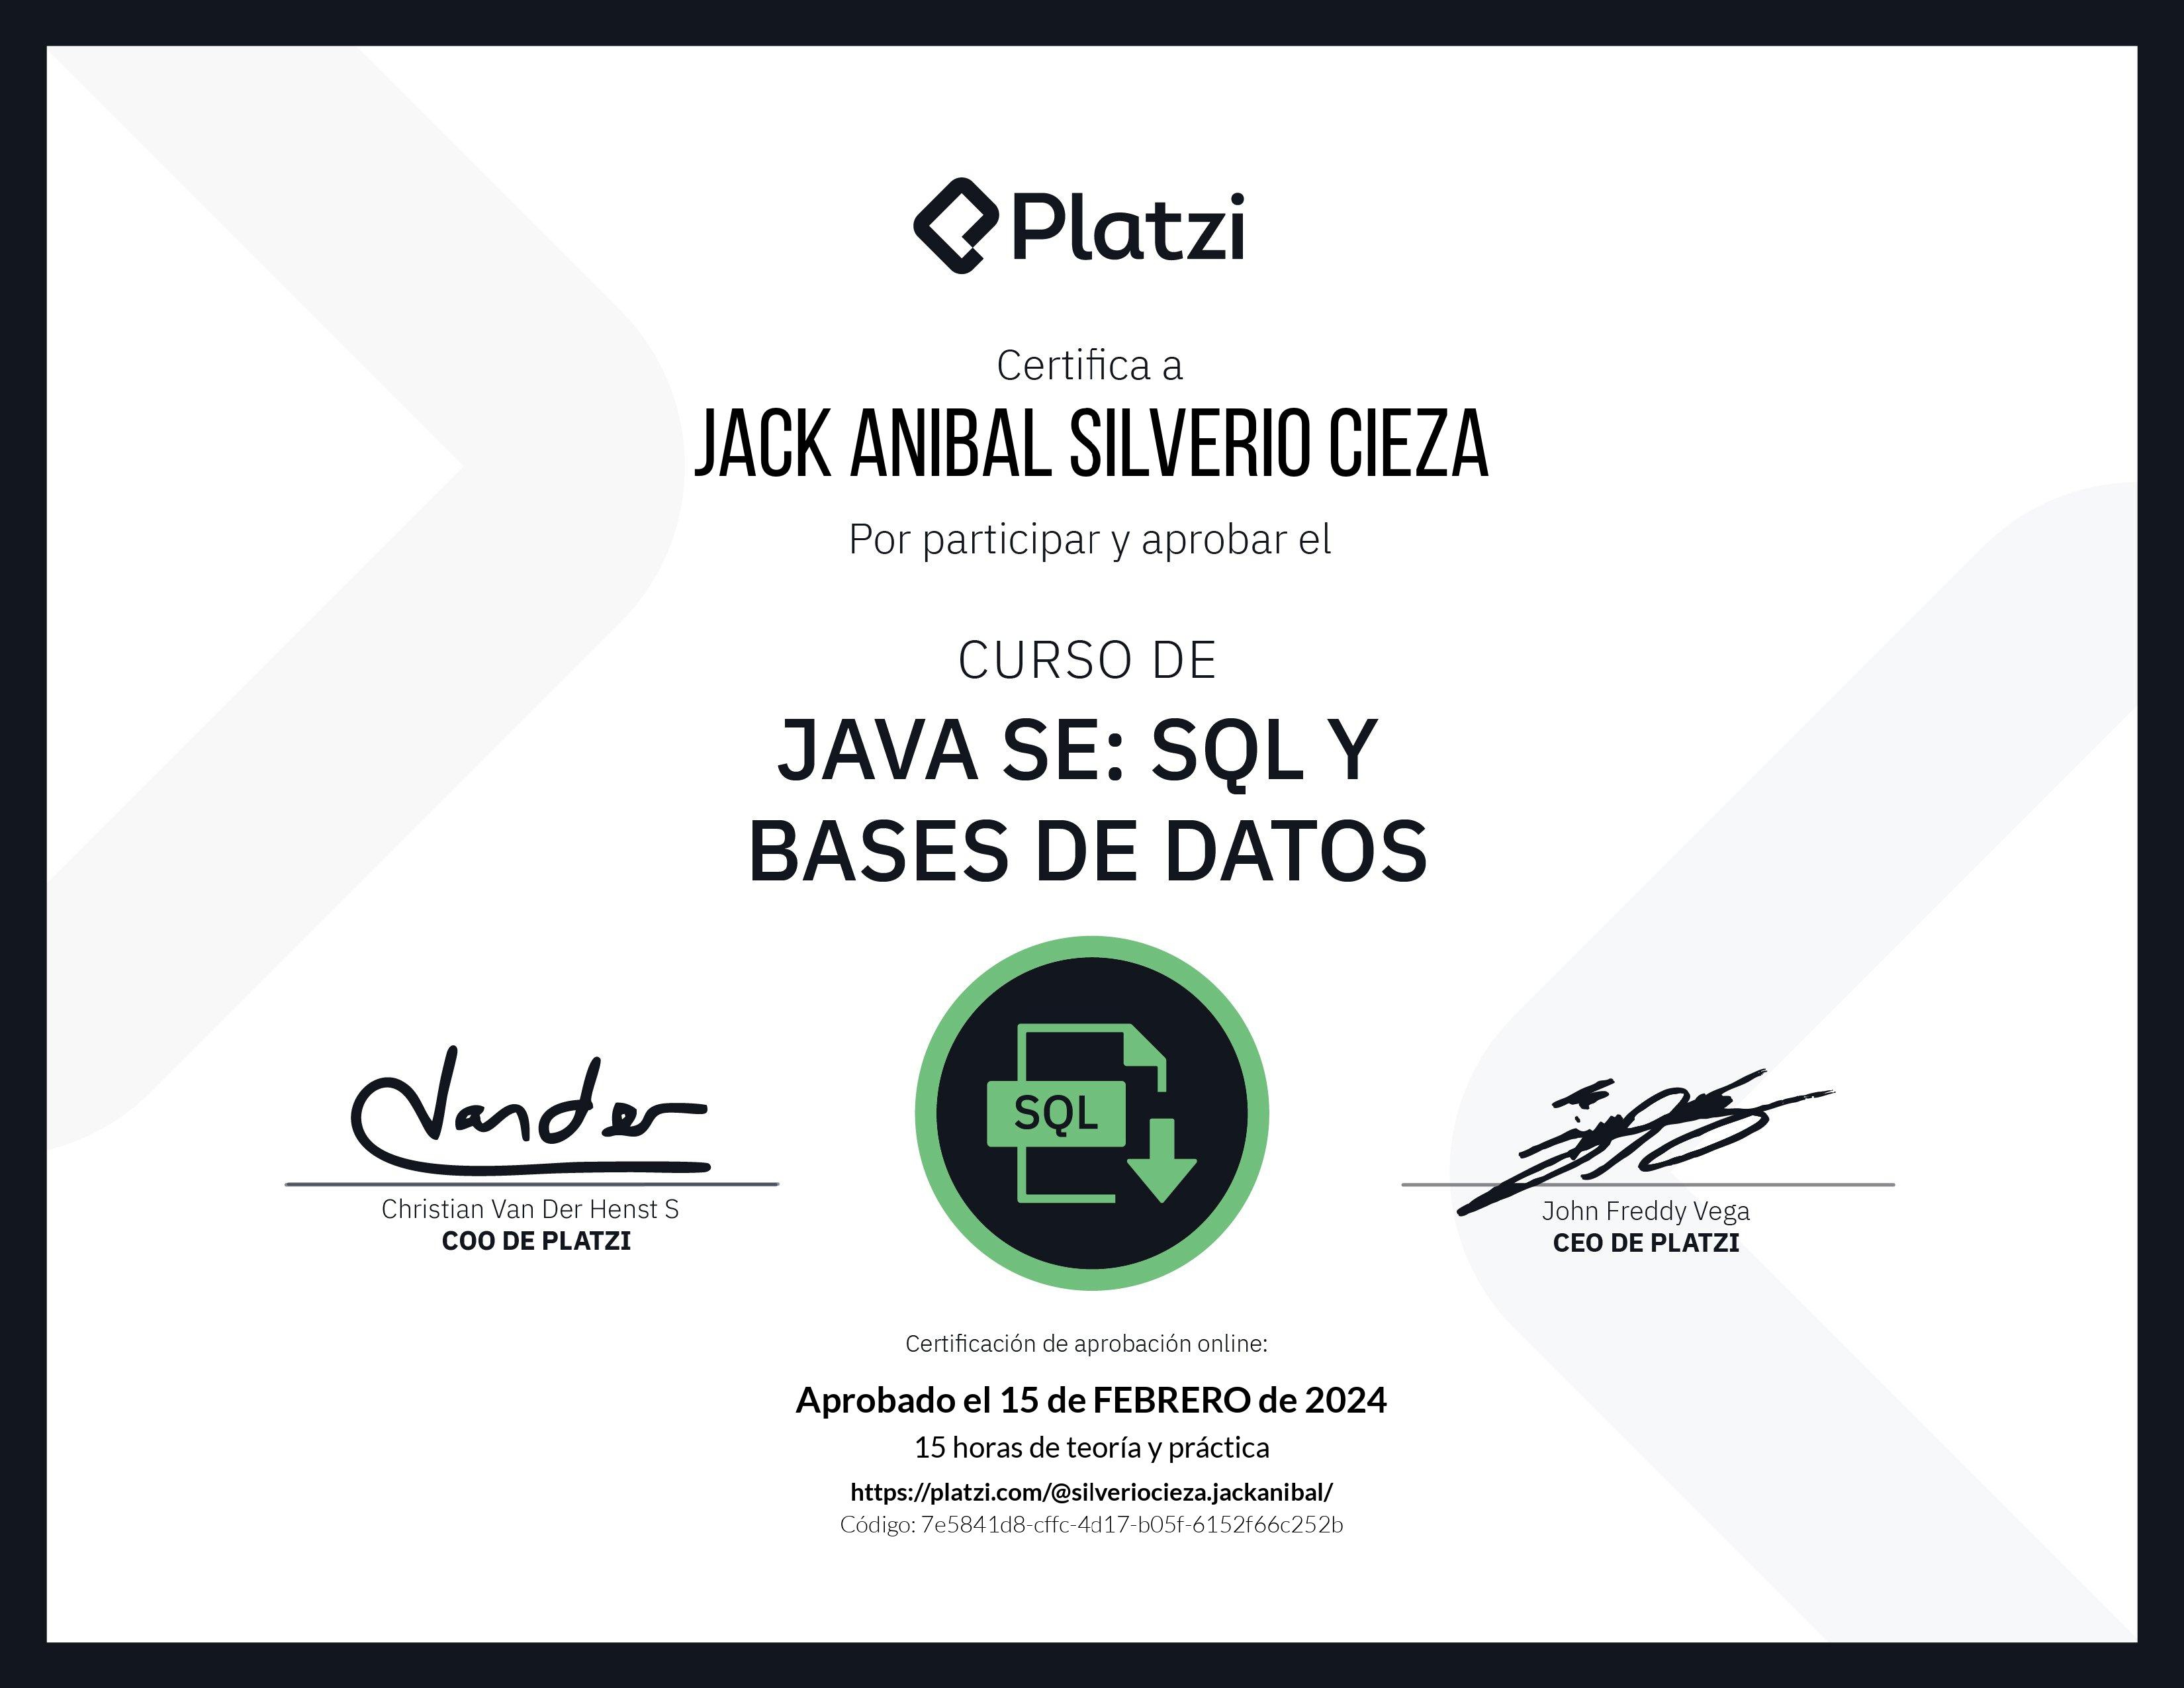 Platzi
Certifica a
JACK ANIBAL SILVERIO CIEZA
Por participar y aprobar el
CURSO DE
JAVA SE: SQL Y
BASES DE DATOS
SQL
Vander
Christian Van Der Henst S
COO DE PLATZI
John Freddy Vega
CEO DE PLATZI
Certificación de aprobación online:
Aprobado el 15 de FEBRERO de 2024
15 horas de teoría y práctica
https://platzi.com/@silveriocieza.jackanibal/
Código: 7e5841d8-cffc-4d17-b05f-6152f66c252b